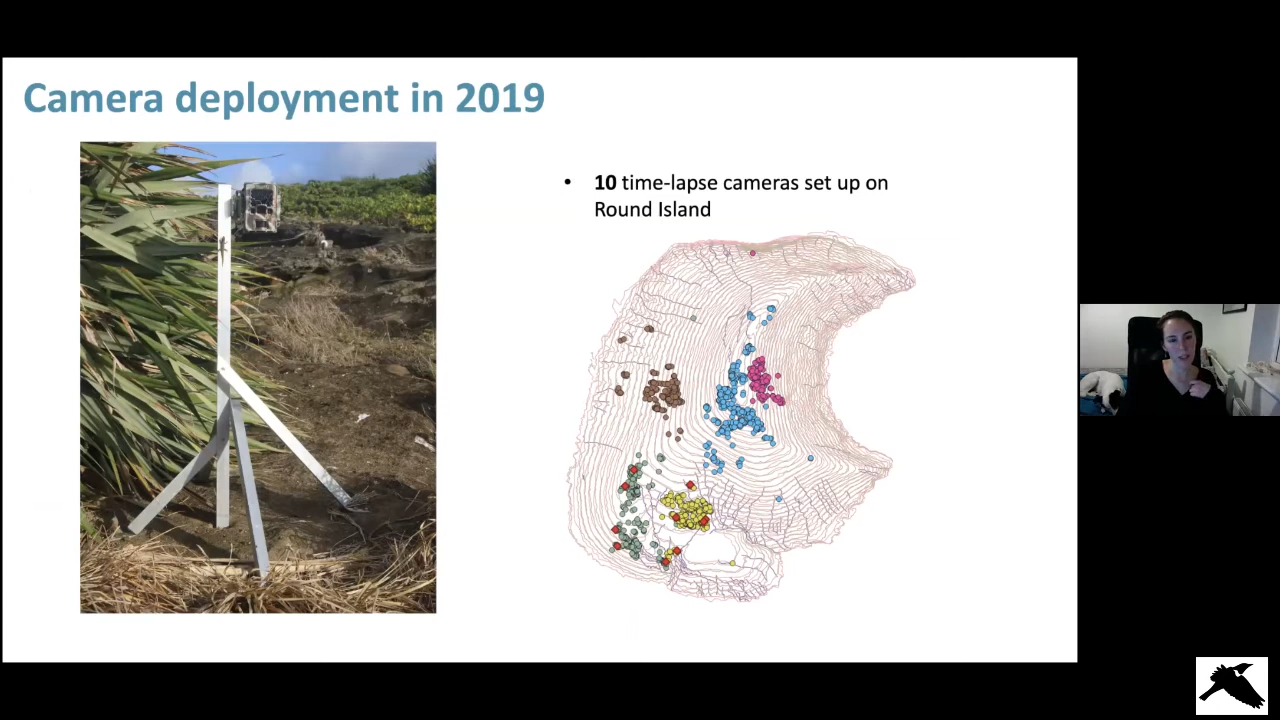 Camera deployment in 2019
• 10 time-lapse cameras set up on
Round Island